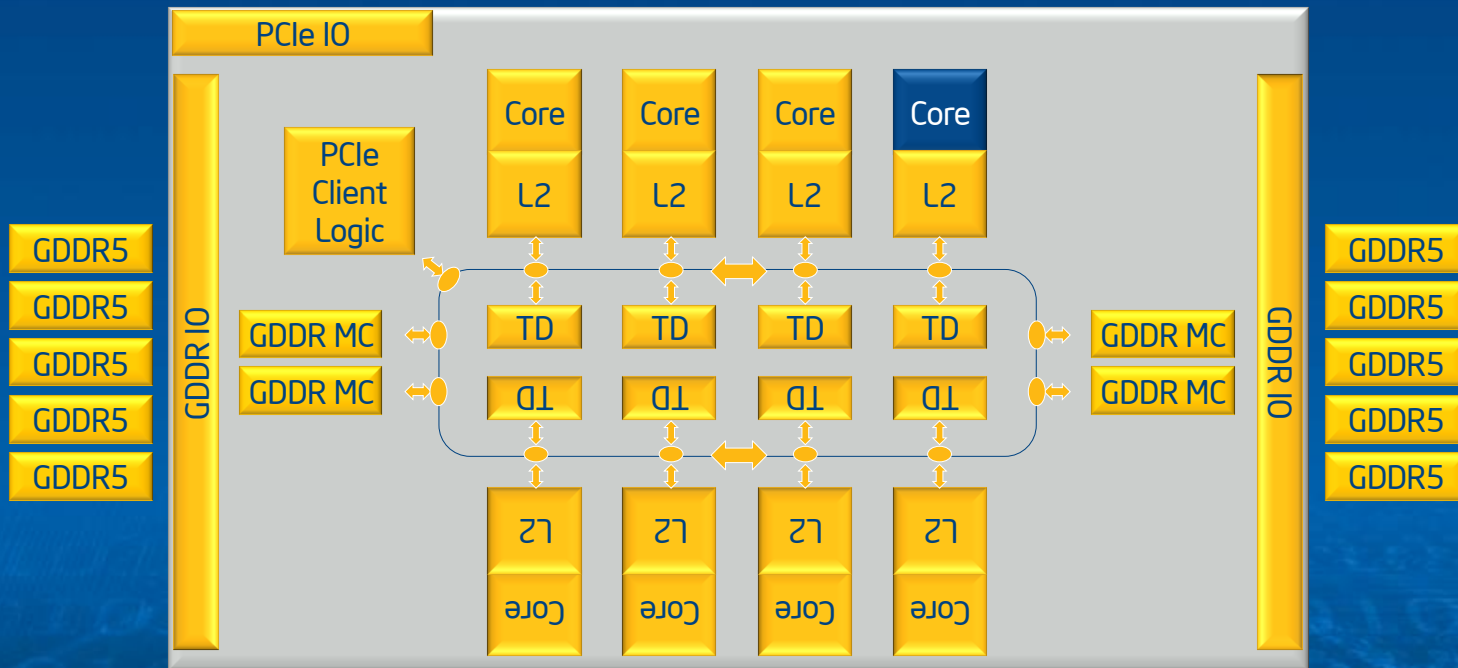 PCIe IO
Core
Core
Core
Core
PCIe
Client
Logic
L2
L2
L2
L2
GDDR5
GDDR5
GDDR5
GDDR5
GDDR5
GDDR IO
GDDR MC
GDDR MC
TD
TD
TD
TD
TD
TD
TD
TD
GDDR MC
GDDR MC
GDDR IO
GDDR5
GDDR5
GDDR5
GDDR5
GDDR5
L2
L2
L2
L2
Core
Core
Core
Core